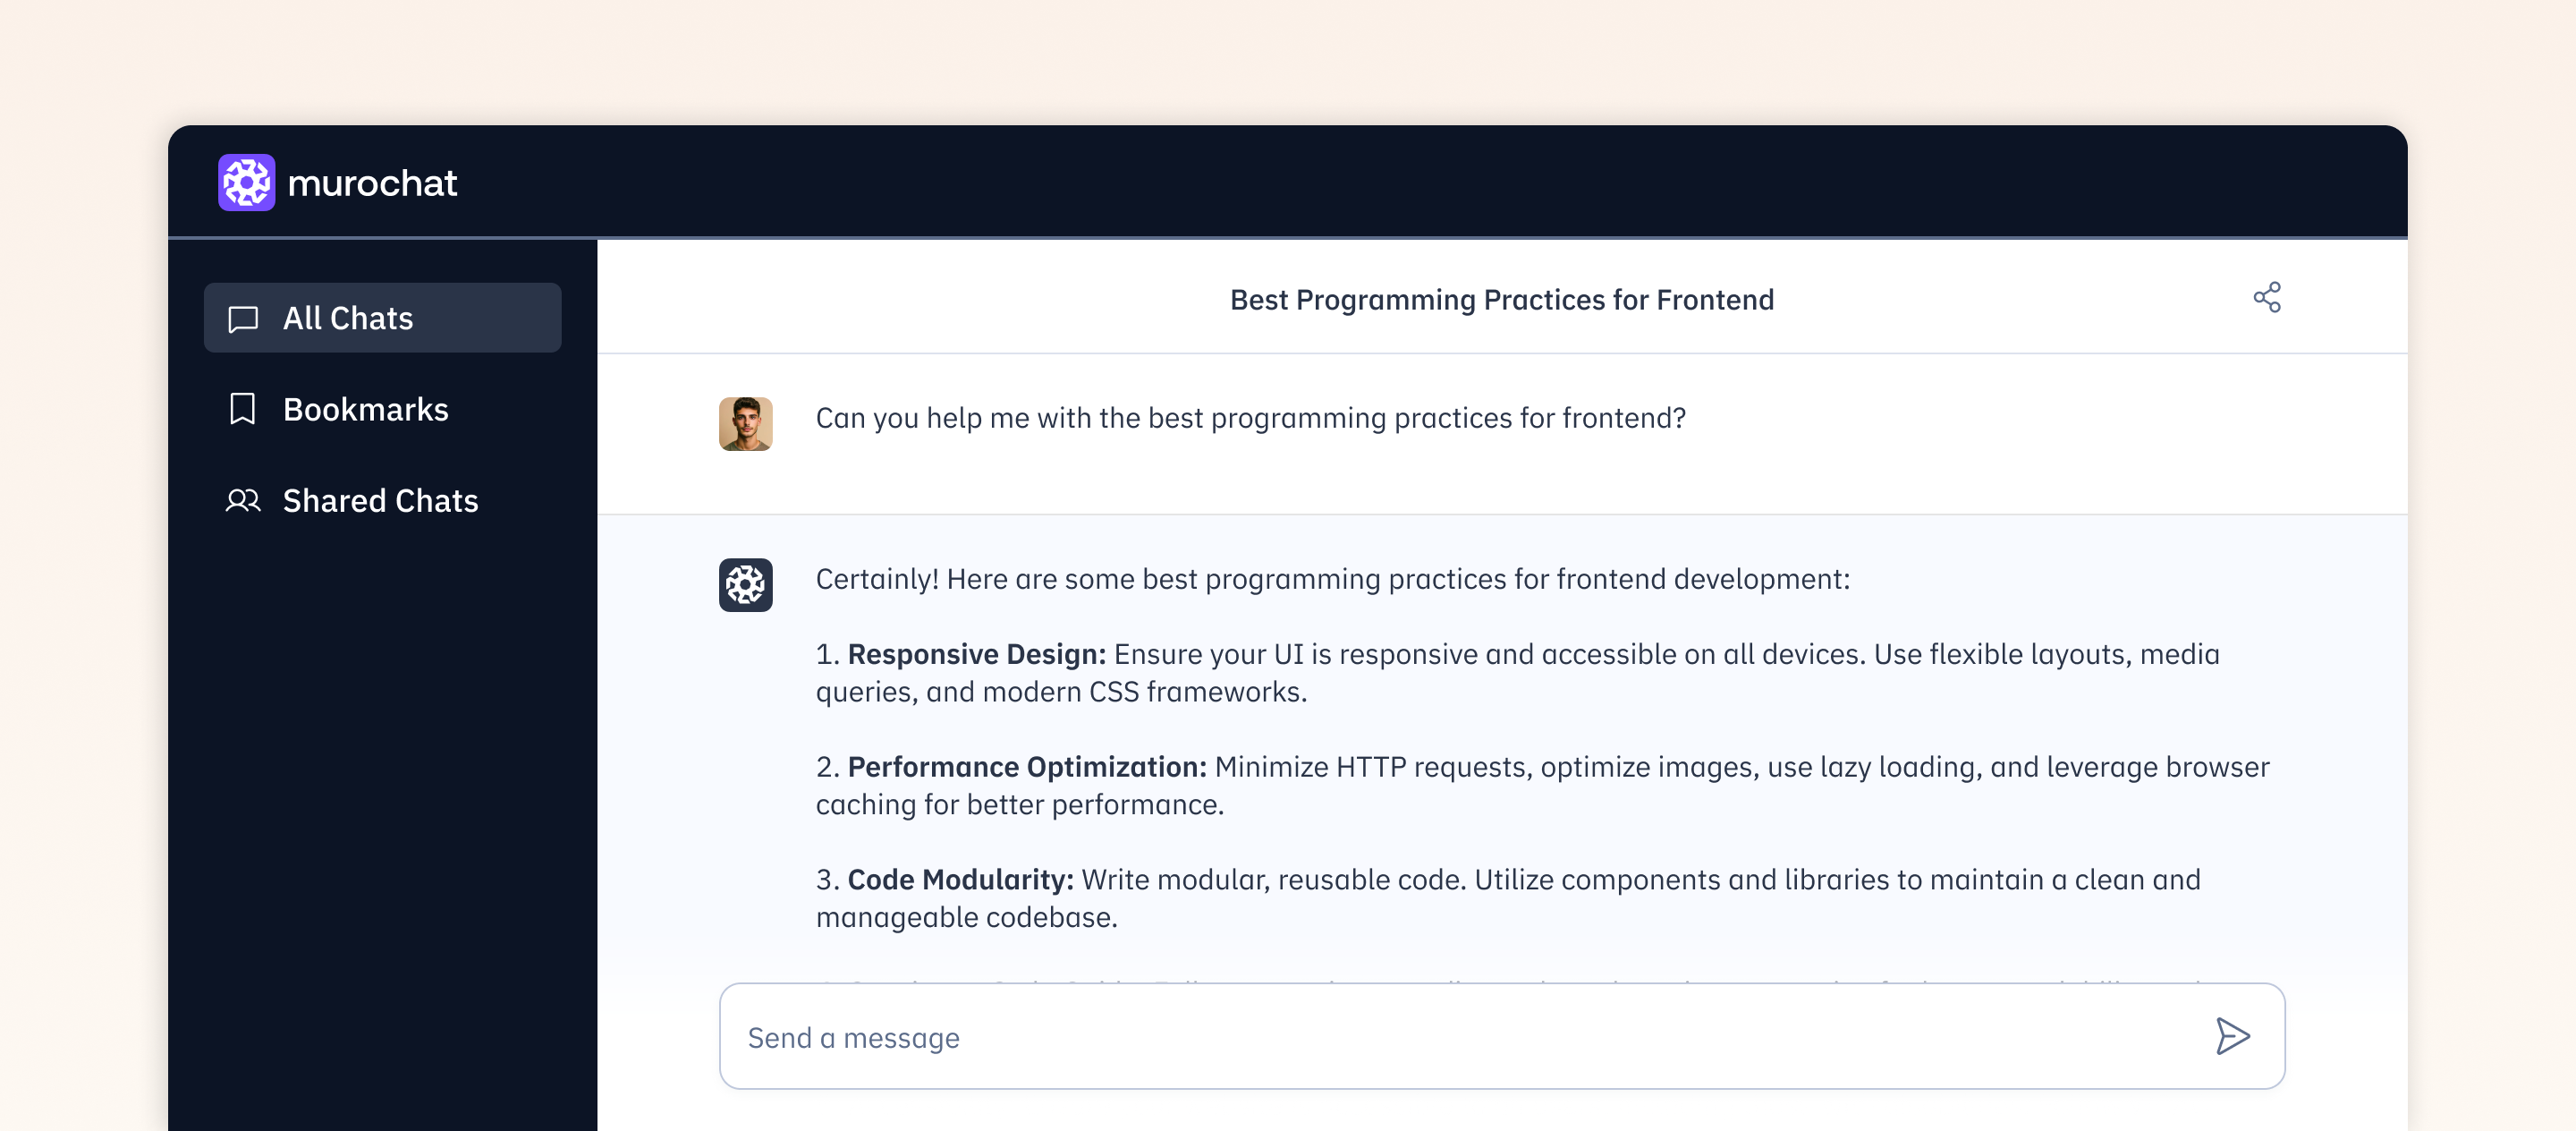 murochat
All Chats
Bookmarks
Shared Chats
Best Programming Practices for Frontend
Can you help me with the best programming practices for frontend?
Certainly! Here are some best programming practices for frontend development:
1. Responsive Design: Ensure your UI is responsive and accessible on all devices. Use flexible layouts, media
queries, and modern CSS frameworks.
2. Performance Optimization: Minimize HTTP requests, optimize images, use lazy loading, and leverage browser
caching for better performance.
3. Code Modularity: Write modular, reusable code. Utilize components and libraries to maintain a clean and
manageable codebase.
Send a message